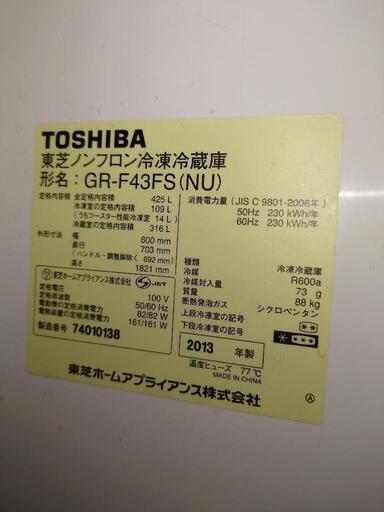 TOSHIBA
東芝ノンフロン冷凍冷蔵庫
形名：GR-F43FS(NU)
定格内容積 全定格内容積 425 L
冷凍室の定格内容積 109 L
(うちツースター性能冷凍室 14 L)
冷蔵室の定格内容積 316 L
外形寸法 幅 600 mm
奥行 703 mm
(ハンドル・調整脚除く 692 mm)
高さ 1821 mm
東芝ホームアプライアンス株式会社
S-JET
定格電圧 100 V
定格周波数 50/60 Hz
電動機の定格消費電力 82/82 W
電熱装置の定格消費電力 161/161 W
製造番号 74010138
消費電力量 (JIS C 9801-2006年)
50Hz 230 kWh/年
60Hz 230 kWh/年
種類 冷凍冷蔵庫
冷媒 R600a
冷媒封入量 73 g
質量 88 kg
断熱発泡ガス シクロペンタン
上段冷凍室の記号 **
下段冷凍室の記号 * ***
2013 年製
温度ヒューズ 77℃
MADE IN CHINA
東芝ホームアプライアンス株式会社
Ⓐ